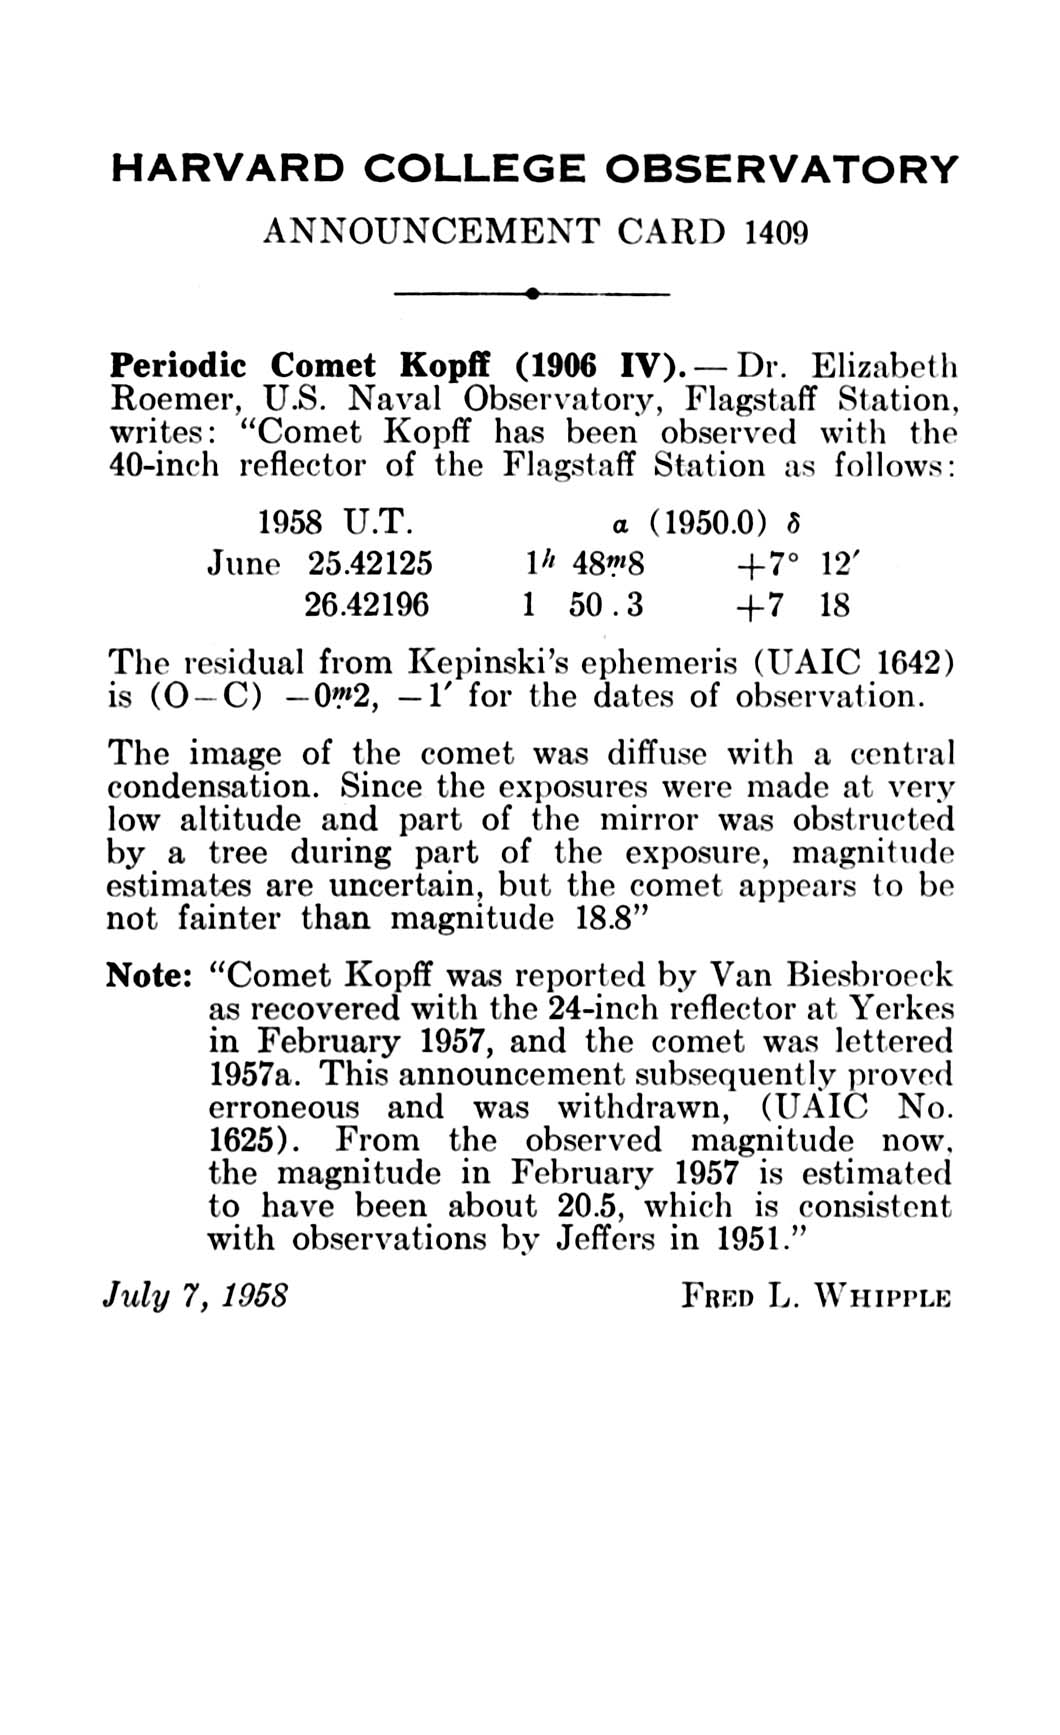 HARVARD COLLEGE OBSERVATORY
ANNOUNCEMENT CARD 1409
Periodic Comet Kopff (1906 IV).— Dr. Elizabeth
Roemer, U.S. Naval Observatory, Flagstaff Station,
writes: “Comet Kopff has been observed with the
40-inch reflector of the Flagstaff Station as follows:
1958 U.T. α (1950.0) δ
June 25.42125 1h 48m.8 +7° 12′
26.42196 1 50.3 +7 18
The residual from Kepinski’s ephemeris (UAIC 1642)
is (O—C) —0m.2, —1′ for the dates of observation.
The image of the comet was diffuse with a central
condensation. Since the exposures were made at very
low altitude and part of the mirror was obstructed
by a tree during part of the exposure, magnitude
estimates are uncertain, but the comet appears to be
not fainter than magnitude 18.8”
Note: “Comet Kopff was reported by Van Biesbroeck
as recovered with the 24-inch reflector at Yerkes
in February 1957, and the comet was lettered
1957a. This announcement subsequently proved
erroneous and was withdrawn, (UAIC No.
1625). From the observed magnitude now,
the magnitude in February 1957 is estimated
to have been about 20.5, which is consistent
with observations by Jeffers in 1951.”
July 7, 1958 FRED L. WHIPPLE